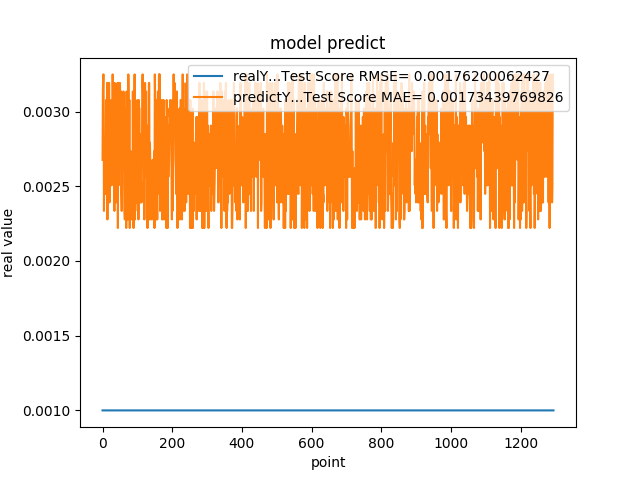 model predict
realY...Test Score RMSE= 0.00176200062427
predictY...Test Score MAE= 0.00173439769826
0.0030
0.0025
0.0020
0.0015
0.0010
real value
0 200 400 600 800 1000 1200
point